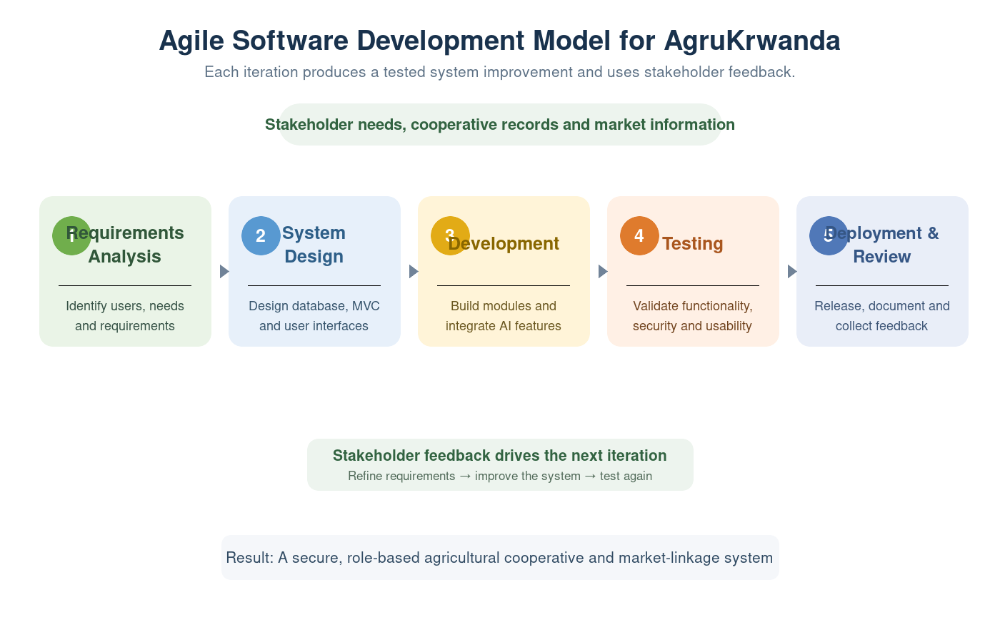 Agile Software Development Model for AgruKrwanda
Each iteration produces a tested system improvement and uses stakeholder feedback.
Stakeholder needs, cooperative records and market information
1
Requirements
Analysis
Identify users, needs
and requirements
2
System
Design
Design database, MVC
and user interfaces
3
Development
Build modules and
integrate AI features
4
Testing
Validate functionality,
security and usability
5
Deployment &
Review
Release, document and
collect feedback
Stakeholder feedback drives the next iteration
Refine requirements → improve the system → test again
Result: A secure, role-based agricultural cooperative and market-linkage system